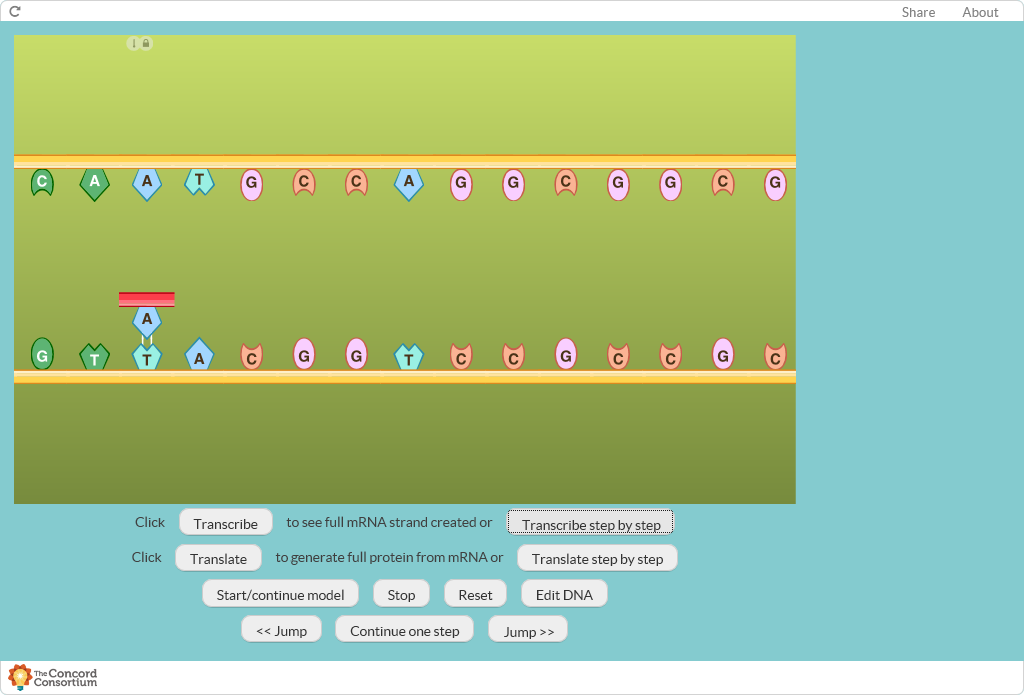 Share About
C A A T G C C A G G C G G C G
A
G T T A C G G T C C G C C G C
Click Transcribe to see full mRNA strand created or Transcribe step by step
Click Translate to generate full protein from mRNA or Translate step by step
Start/continue model Stop Reset Edit DNA
<< Jump Continue one step Jump >>
The Concord
Consortium